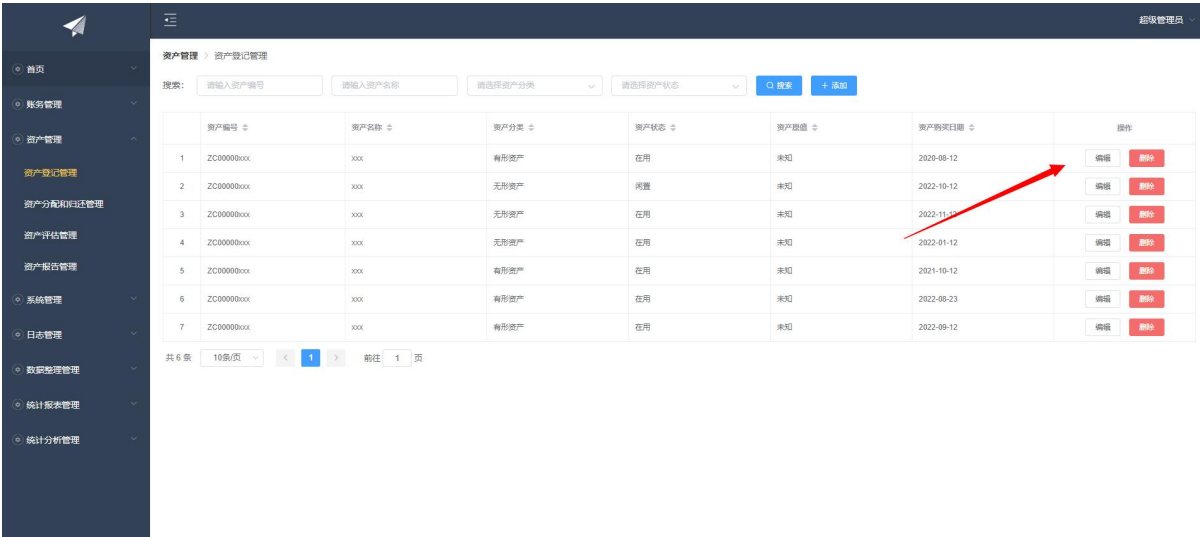 超级管理员
首页
账务管理
资产管理
资产登记管理
资产分配和归还管理
资产评估管理
资产报告管理
系统管理
日志管理
数据整理管理
统计报表管理
统计分析管理
资产管理 > 资产登记管理
搜索: 请输入资产编号 请输入资产名称 请选择资产分类 请选择资产状态 搜索 + 添加
资产编号 资产名称 资产分类 资产状态 资产原值 资产购买日期 操作
1 ZC00000xxx xxx 有形资产 在用 未知 2020-08-12 编辑 删除
2 ZC00000xxx xxx 无形资产 闲置 未知 2022-10-12 编辑 删除
3 ZC00000xxx xxx 无形资产 在用 未知 2022-11-12 编辑 删除
4 ZC00000xxx xxx 无形资产 在用 未知 2022-01-12 编辑 删除
5 ZC00000xxx xxx 有形资产 在用 未知 2021-10-12 编辑 删除
6 ZC00000xxx xxx 有形资产 在用 未知 2022-08-23 编辑 删除
7 ZC00000xxx xxx 有形资产 在用 未知 2022-09-12 编辑 删除
共 6 条 10条/页 < 1 > 前往 1 页